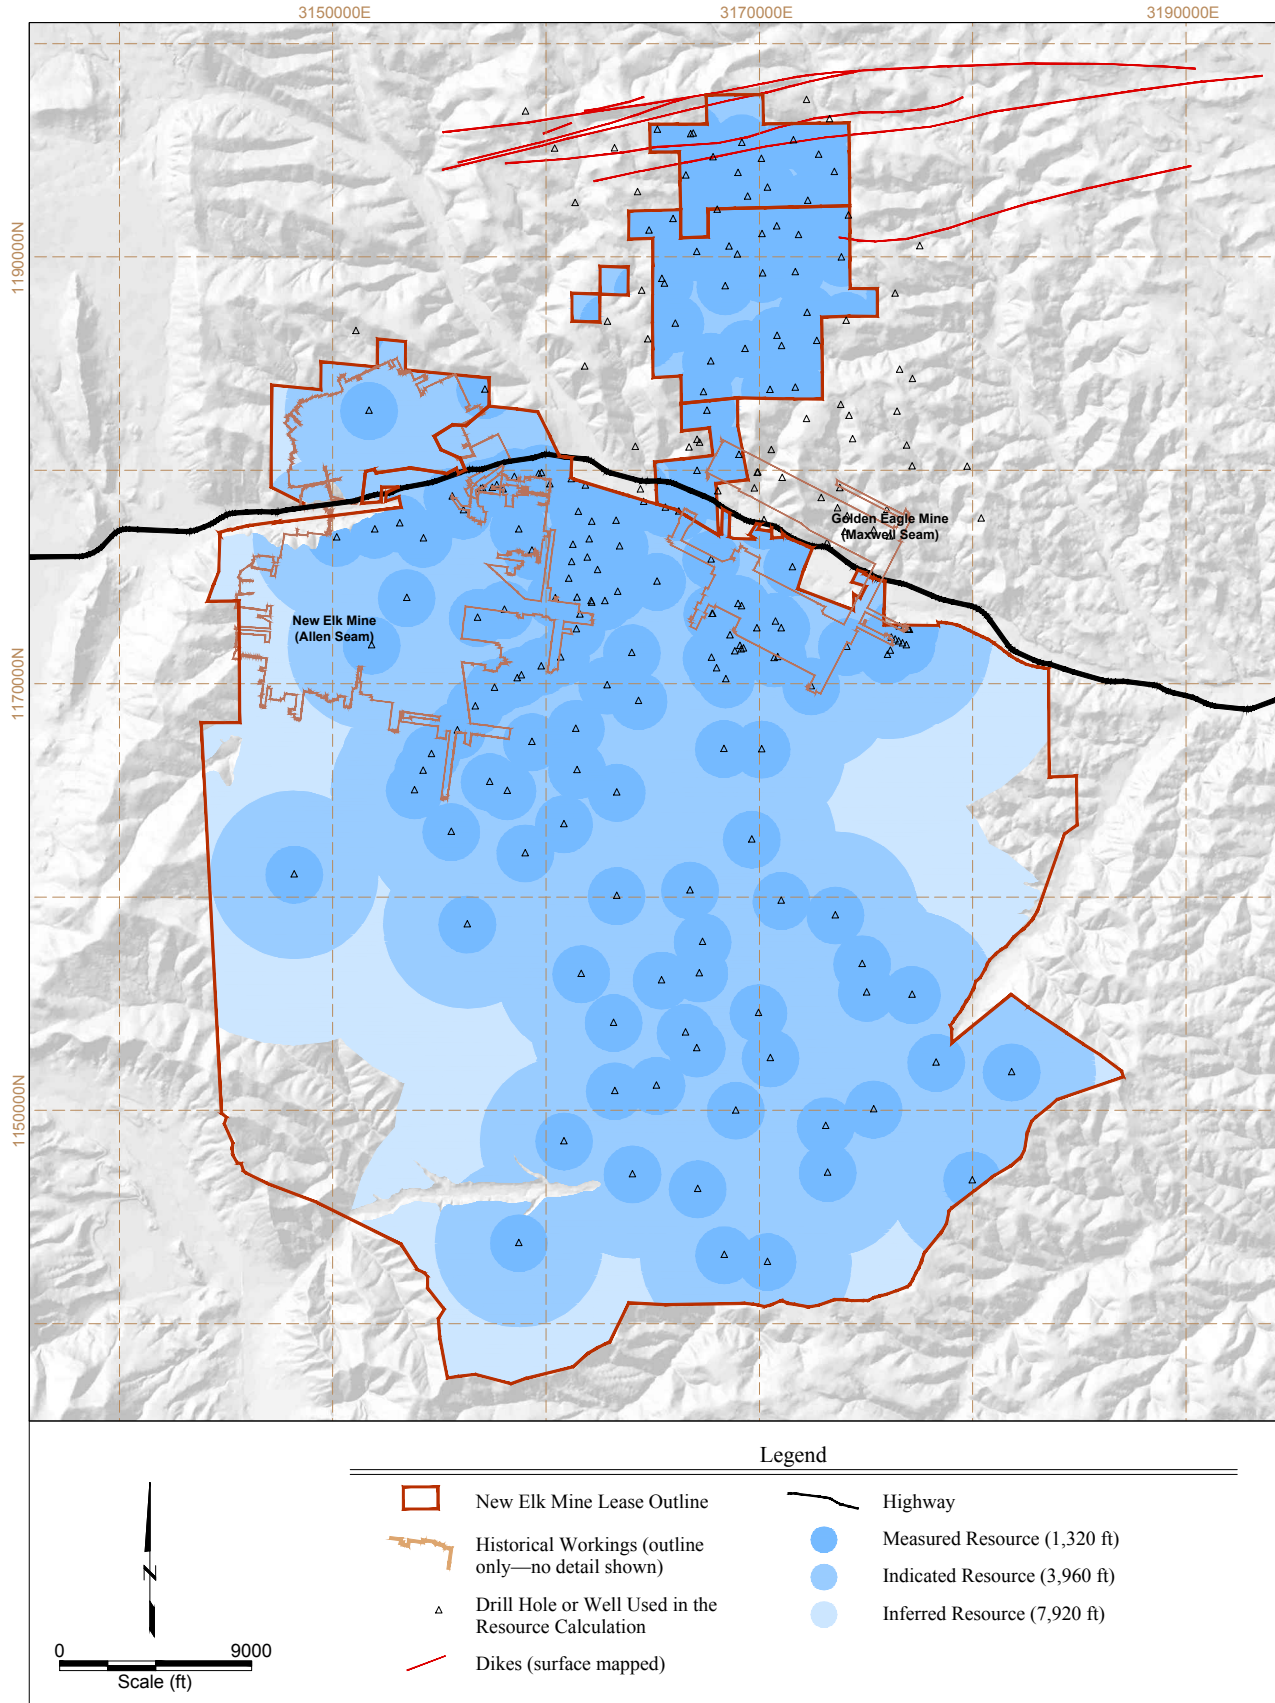 3150000E
3170000E
3190000E
1190000N
1170000N
1150000N
Golden Eagle Mine
(Maxwell Seam)
New Elk Mine
(Allen Seam)
Legend
New Elk Mine Lease Outline
Historical Workings (outline
only—no detail shown)
Drill Hole or Well Used in the
Resource Calculation
Dikes (surface mapped)
Highway
Measured Resource (1,320 ft)
Indicated Resource (3,960 ft)
Inferred Resource (7,920 ft)
N
0
9000
Scale (ft)